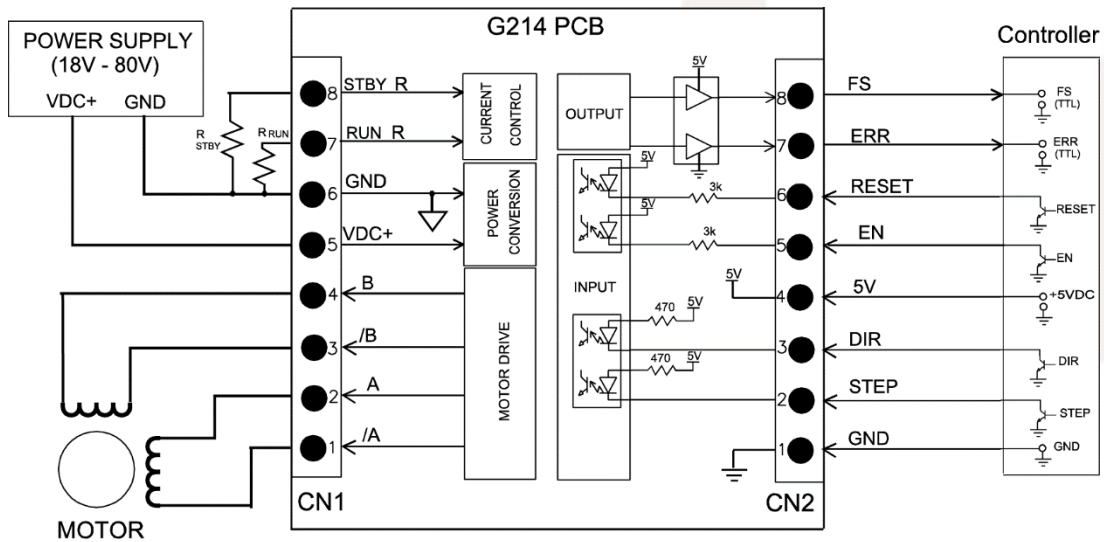 G214 PCB
POWER SUPPLY
(18V - 80V)
VDC+ GND
R
STBY
R RUN
8
STBY R
7
RUN R
6
GND
5
VDC+
4
B
3
/B
2
A
1
/A
CN1
MOTOR
CURRENT
CONTROL
POWER
CONVERSION
MOTOR DRIVE
OUTPUT
INPUT
5V
5V
3k
5V
3k
5V
470
5V
470
5V
8
7
6
5
4
3
2
1
CN2
FS
ERR
RESET
EN
5V
DIR
STEP
GND
Controller
FS
(TTL)
ERR
(TTL)
RESET
EN
+5VDC
DIR
STEP
GND